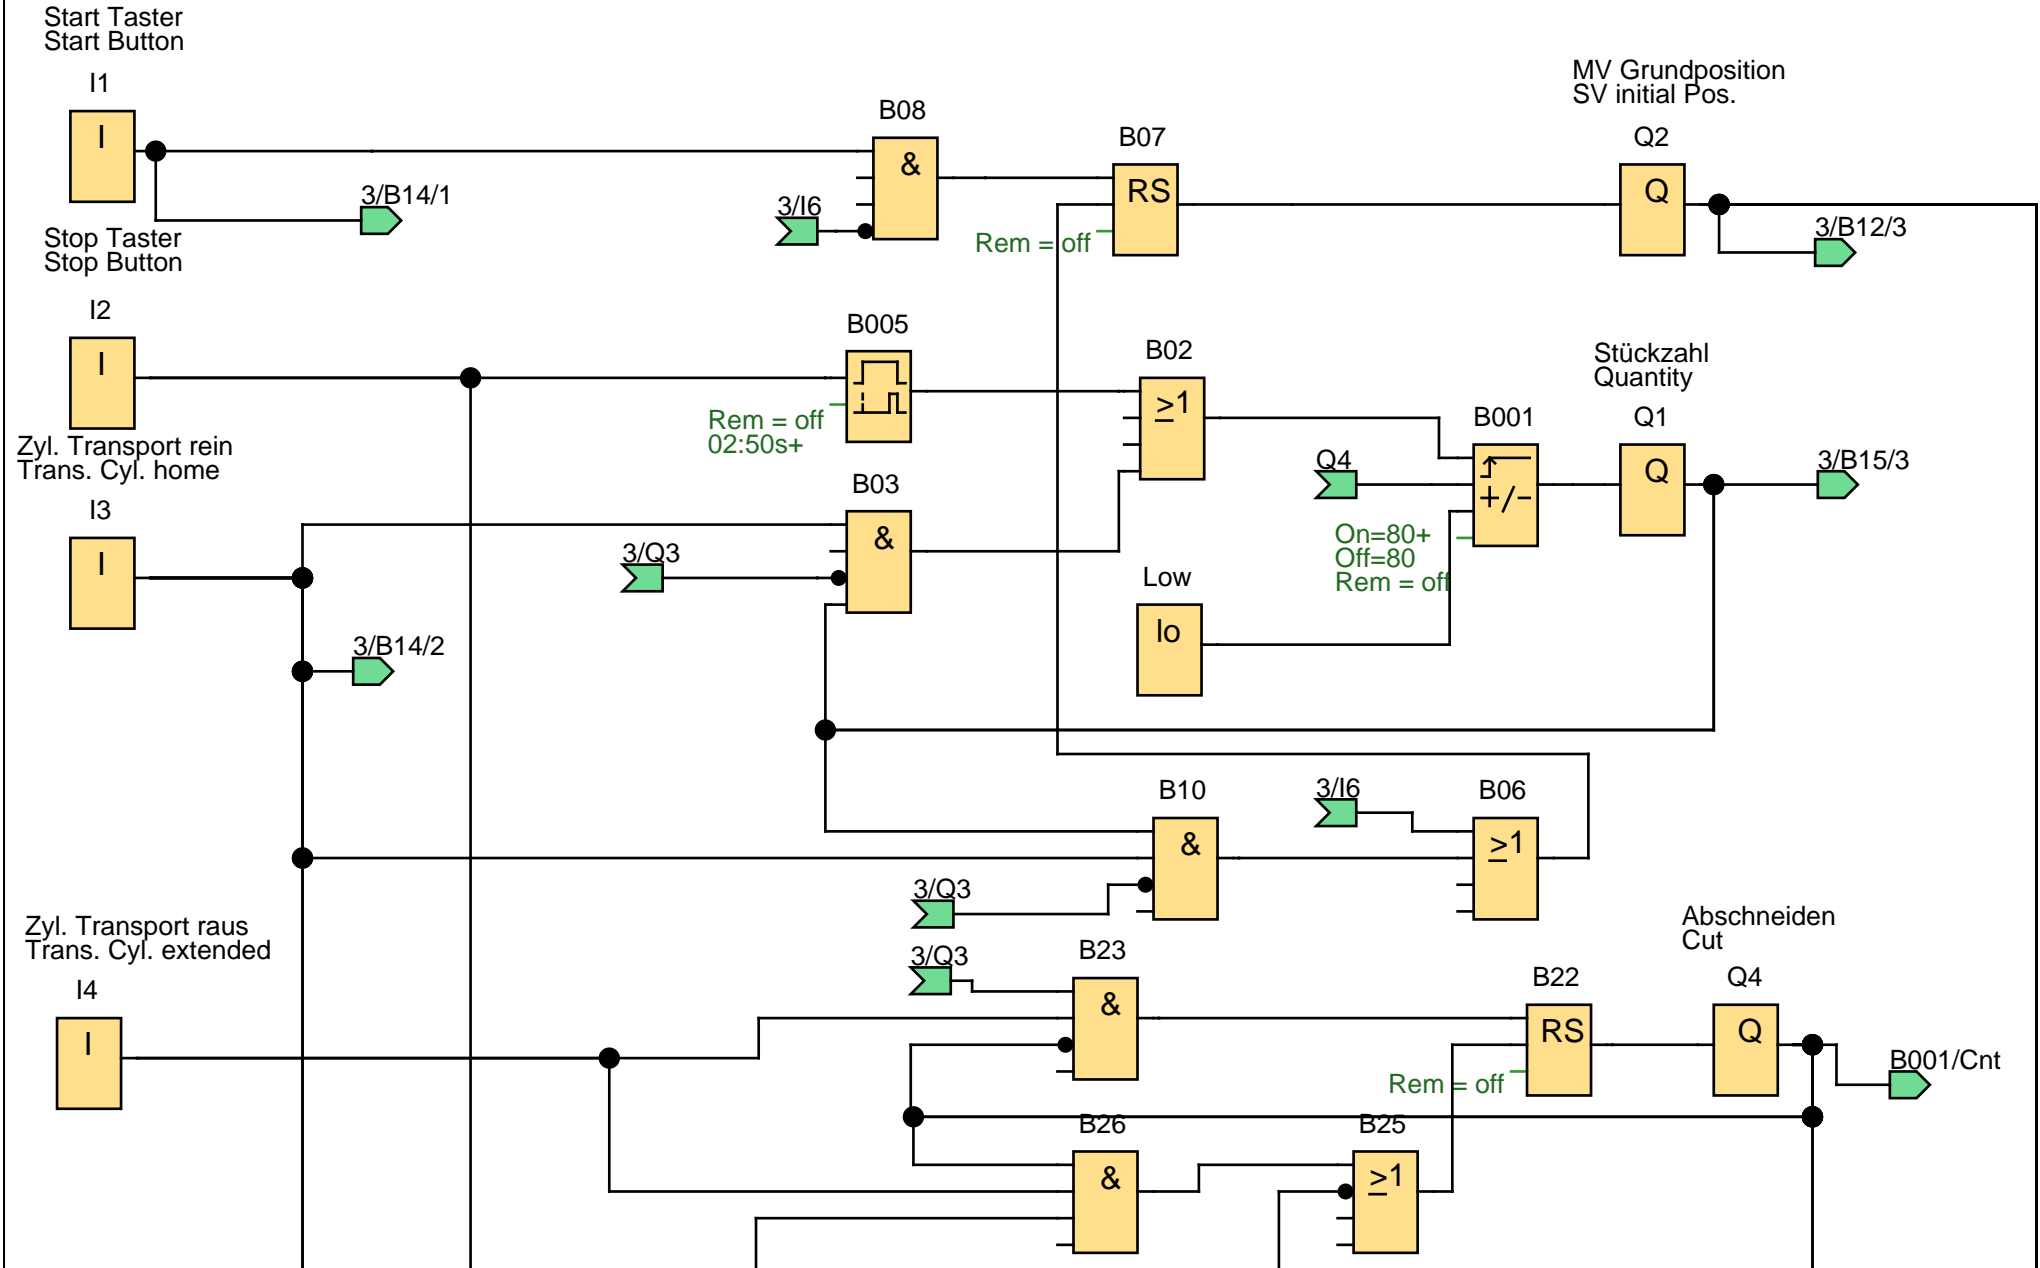 Start Taster
Start Button
I1
I
3/B14/1
B08
&
3/I6
B07
RS
Rem = off
MV Grundposition
SV initial Pos.
Q2
Q
3/B12/3
Stop Taster
Stop Button
I2
I
B005
Rem = off
02:50s+
B02
≥1
Stückzahl
Quantity
B001
+/-
Q4
On=80+
Off=80
Rem = off
Q1
Q
3/B15/3
Zyl. Transport rein
Trans. Cyl. home
I3
I
3/Q3
B03
&
Low
lo
3/B14/2
B10
&
3/Q3
3/I6
B06
≥1
Zyl. Transport raus
Trans. Cyl. extended
I4
I
3/Q3
B23
&
B22
RS
Rem = off
Abschneiden
Cut
Q4
Q
B001/Cnt
B26
&
B25
≥1